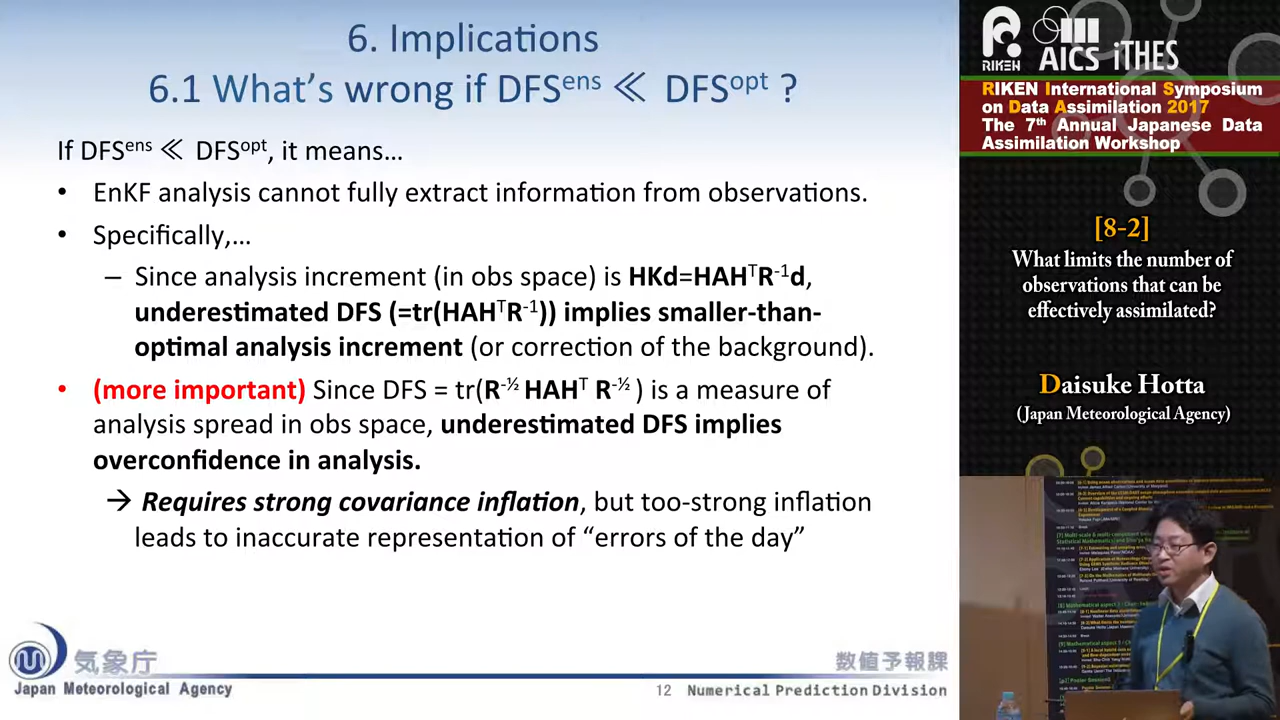 6. Implications
6.1 What's wrong if DFSᵉⁿˢ ≪ DFSᵒᵖᵗ ?
If DFSᵉⁿˢ ≪ DFSᵒᵖᵗ, it means…
• EnKF analysis cannot fully extract information from observations.
• Specifically,…
– Since analysis increment (in obs space) is HKd=HAHᵀR⁻¹d,
underestimated DFS (=tr(HAHᵀR⁻¹)) implies smaller-than-
optimal analysis increment (or correction of the background).
• (more important) Since DFS = tr(R⁻½ HAHᵀ R⁻½ ) is a measure of
analysis spread in obs space, underestimated DFS implies
overconfidence in analysis.
→ Requires strong covariance inflation, but too-strong inflation
leads to inaccurate representation of “errors of the day”
気象庁
Japan Meteorological Agency
数値予報課
12 Numerical Prediction Division
RIKEN
AICS iTHES
RIKEN International Symposium
on Data Assimilation 2017
The 7ᵗʰ Annual Japanese Data
Assimilation Workshop
[8-2]
What limits the number of
observations that can be
effectively assimilated?
Daisuke Hotta
(Japan Meteorological Agency)